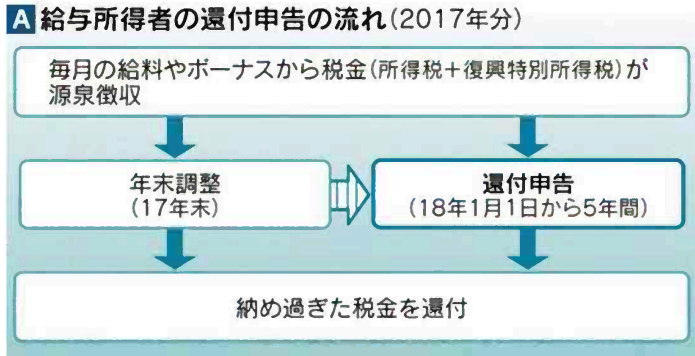 A 給与所得者の還付申告の流れ(2017年分)
毎月の給料やボーナスから税金(所得税+復興特別所得税)が
源泉徴収
年末調整
(17年末)
還付申告
(18年1月1日から5年間)
納め過ぎた税金を還付